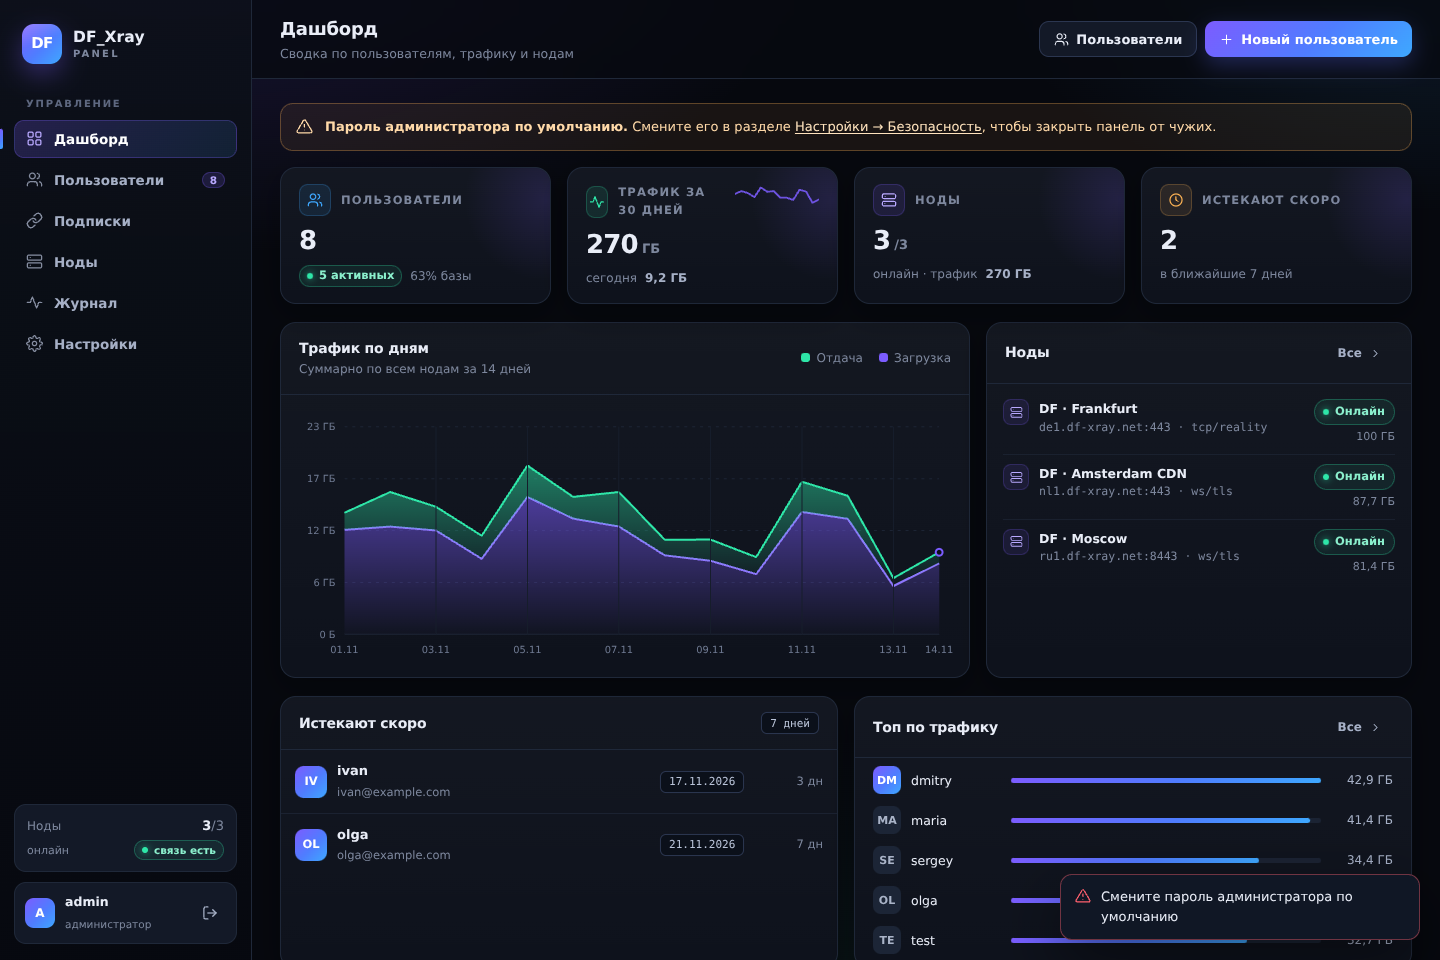 DF
DF_Xray
PANEL
УПРАВЛЕНИЕ
Дашборд
Пользователи
8
Подписки
Ноды
Журнал
Настройки
Ноды
3/3
онлайн
связь есть
A
admin
администратор
Дашборд
Сводка по пользователям, трафику и нодам
Пользователи
Новый пользователь
Пароль администратора по умолчанию. Смените его в разделе Настройки → Безопасность, чтобы закрыть панель от чужих.
ПОЛЬЗОВАТЕЛИ
8
5 активных
63% базы
ТРАФИК ЗА
30 ДНЕЙ
270 ГБ
сегодня 9,2 ГБ
НОДЫ
3 /3
онлайн · трафик 270 ГБ
ИСТЕКАЮТ СКОРО
2
в ближайшие 7 дней
Трафик по дням
Суммарно по всем нодам за 14 дней
Отдача
Загрузка
23 ГБ
17 ГБ
12 ГБ
6 ГБ
0 Б
01.11
03.11
05.11
07.11
09.11
11.11
13.11
14.11
Ноды
Все
DF · Frankfurt
de1.df-xray.net:443 · tcp/reality
Онлайн
100 ГБ
DF · Amsterdam CDN
nl1.df-xray.net:443 · ws/tls
Онлайн
87,7 ГБ
DF · Moscow
ru1.df-xray.net:8443 · ws/tls
Онлайн
81,4 ГБ
Истекают скоро
7 дней
IV
ivan
ivan@example.com
17.11.2026
3 дн
OL
olga
olga@example.com
21.11.2026
7 дн
Топ по трафику
Все
DM
dmitry
42,9 ГБ
MA
maria
41,4 ГБ
SE
sergey
34,4 ГБ
OL
olga
TE
test
Смените пароль администратора по
умолчанию